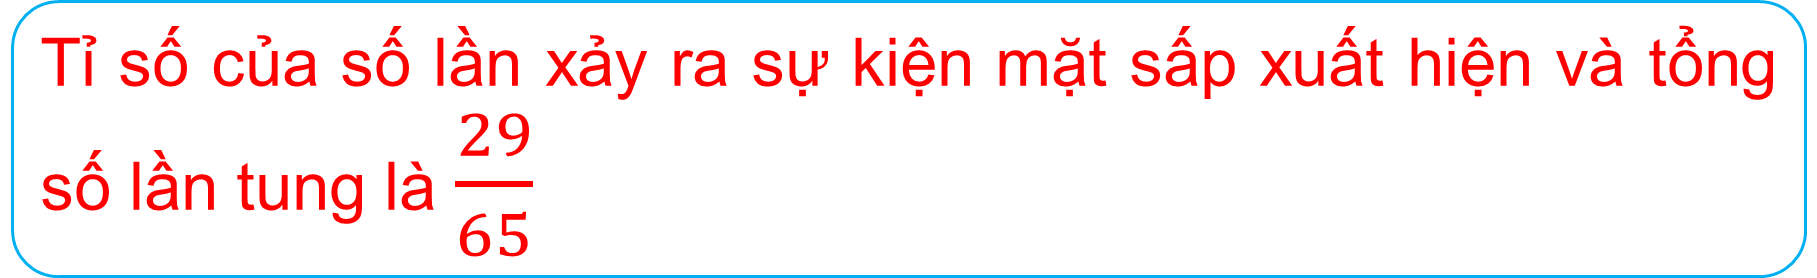 Tỉ số của số lần xảy ra sự kiện mặt sấp xuất hiện và tổng
số lần tung là 29/65